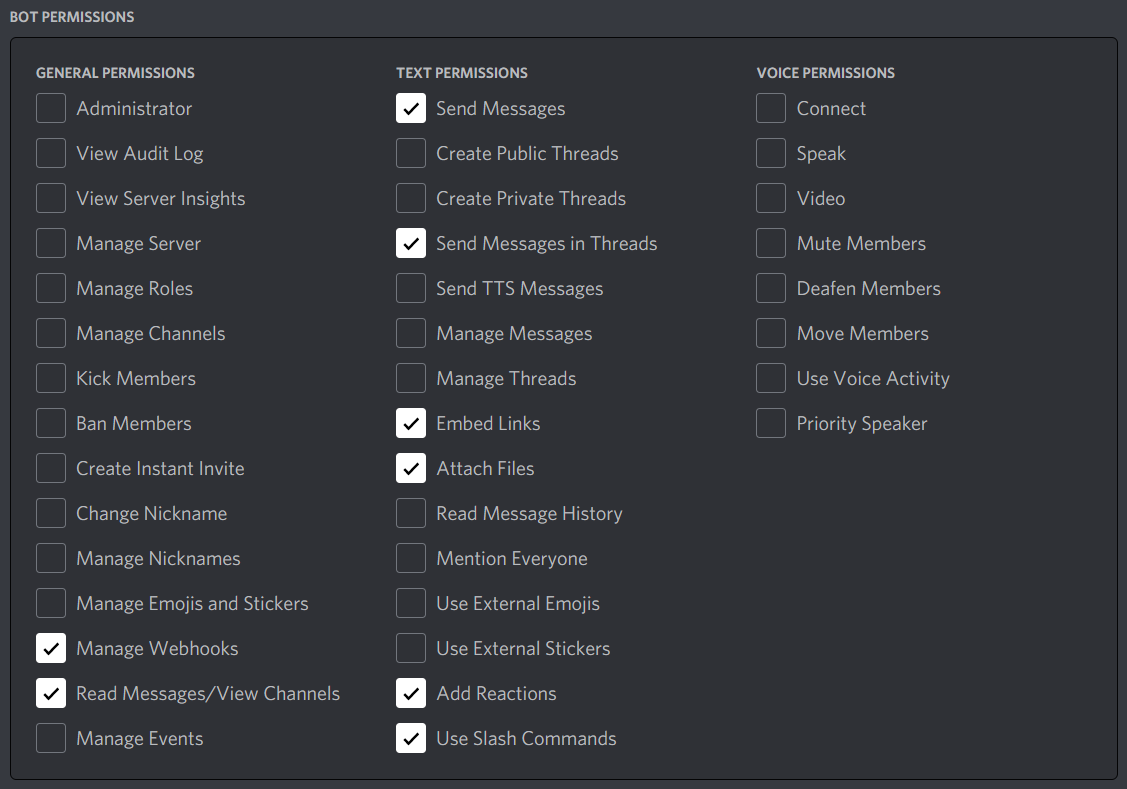 BOT PERMISSIONS
GENERAL PERMISSIONS
Administrator
View Audit Log
View Server Insights
Manage Server
Manage Roles
Manage Channels
Kick Members
Ban Members
Create Instant Invite
Change Nickname
Manage Nicknames
Manage Emojis and Stickers
Manage Webhooks
Read Messages/View Channels
Manage Events
TEXT PERMISSIONS
Send Messages
Create Public Threads
Create Private Threads
Send Messages in Threads
Send TTS Messages
Manage Messages
Manage Threads
Embed Links
Attach Files
Read Message History
Mention Everyone
Use External Emojis
Use External Stickers
Add Reactions
Use Slash Commands
VOICE PERMISSIONS
Connect
Speak
Video
Mute Members
Deafen Members
Move Members
Use Voice Activity
Priority Speaker